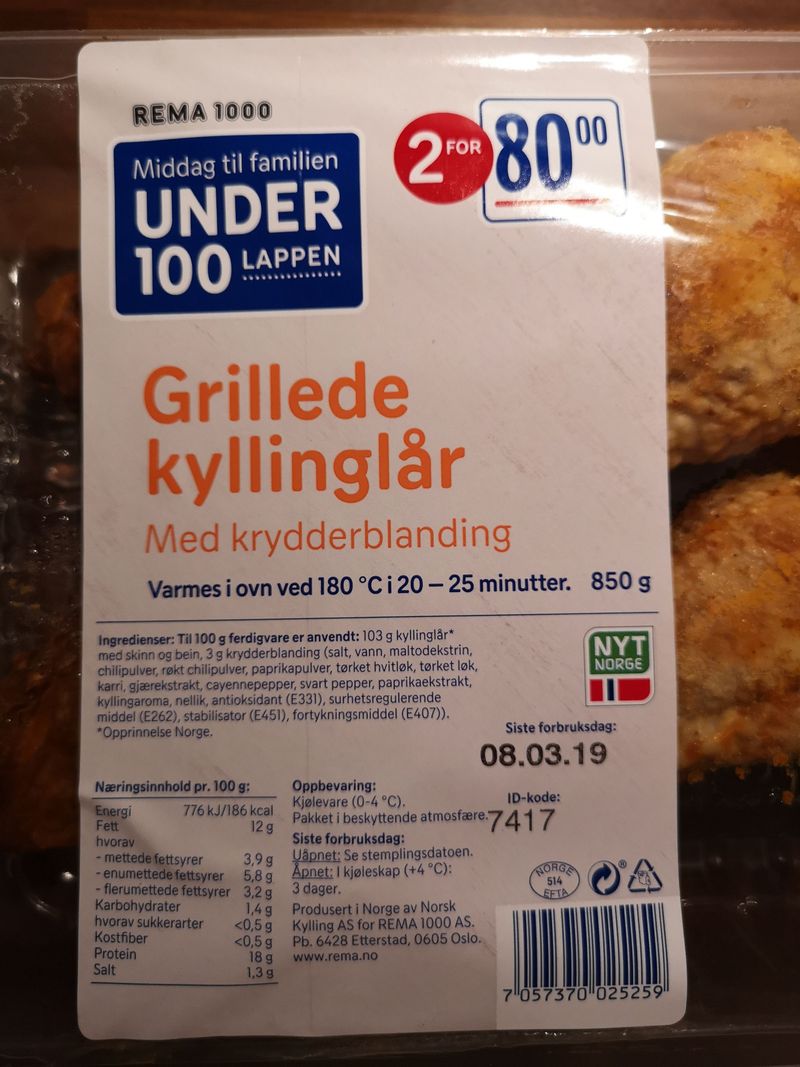 REMA 1000
Middag til familien
UNDER
100 LAPPEN
2 FOR
80 00
Grillede
kyllinglår
Med krydderblanding
Varmes i ovn ved 180 °C i 20 – 25 minutter. 850 g
Ingredienser: Til 100 g ferdigvare er anvendt: 103 g kyllinglår*
med skinn og bein, 3 g krydderblanding (salt, vann, maltodekstrin,
chilipulver, røkt chilipulver, paprikapulver, tørket hvitløk, tørket løk,
karri, gjærekstrakt, cayennepepper, svart pepper, paprikaekstrakt,
kyllingaroma, nellik, antioksidant (E331), surhetsregulerende
middel (E262), stabilisator (E451), fortykningsmiddel (E407)).
*Opprinnelse Norge.
NYT
NORGE
Siste forbruksdag:
08.03.19
ID-kode:
7417
Næringsinnhold pr. 100 g:
Energi 776 kJ/186 kcal
Fett 12 g
hvorav
- mettede fettsyrer 3,9 g
- enumettede fettsyrer 5,8 g
- flerumettede fettsyrer 3,2 g
Karbohydrater 1,4 g
hvorav sukkerarter <0,5 g
Kostfiber <0,5 g
Protein 18 g
Salt 1,3 g
Oppbevaring:
Kjølevare (0-4 °C).
Pakket i beskyttende atmosfære.
Siste forbruksdag:
Uåpnet: Se stemplingsdatoen.
Åpnet: I kjøleskap (+4 °C):
3 dager.
Produsert i Norge av Norsk
Kylling AS for REMA 1000 AS.
Pb. 6428 Etterstad, 0605 Oslo.
www.rema.no
NORGE
514
EFTA
®
3
7 057370 025259